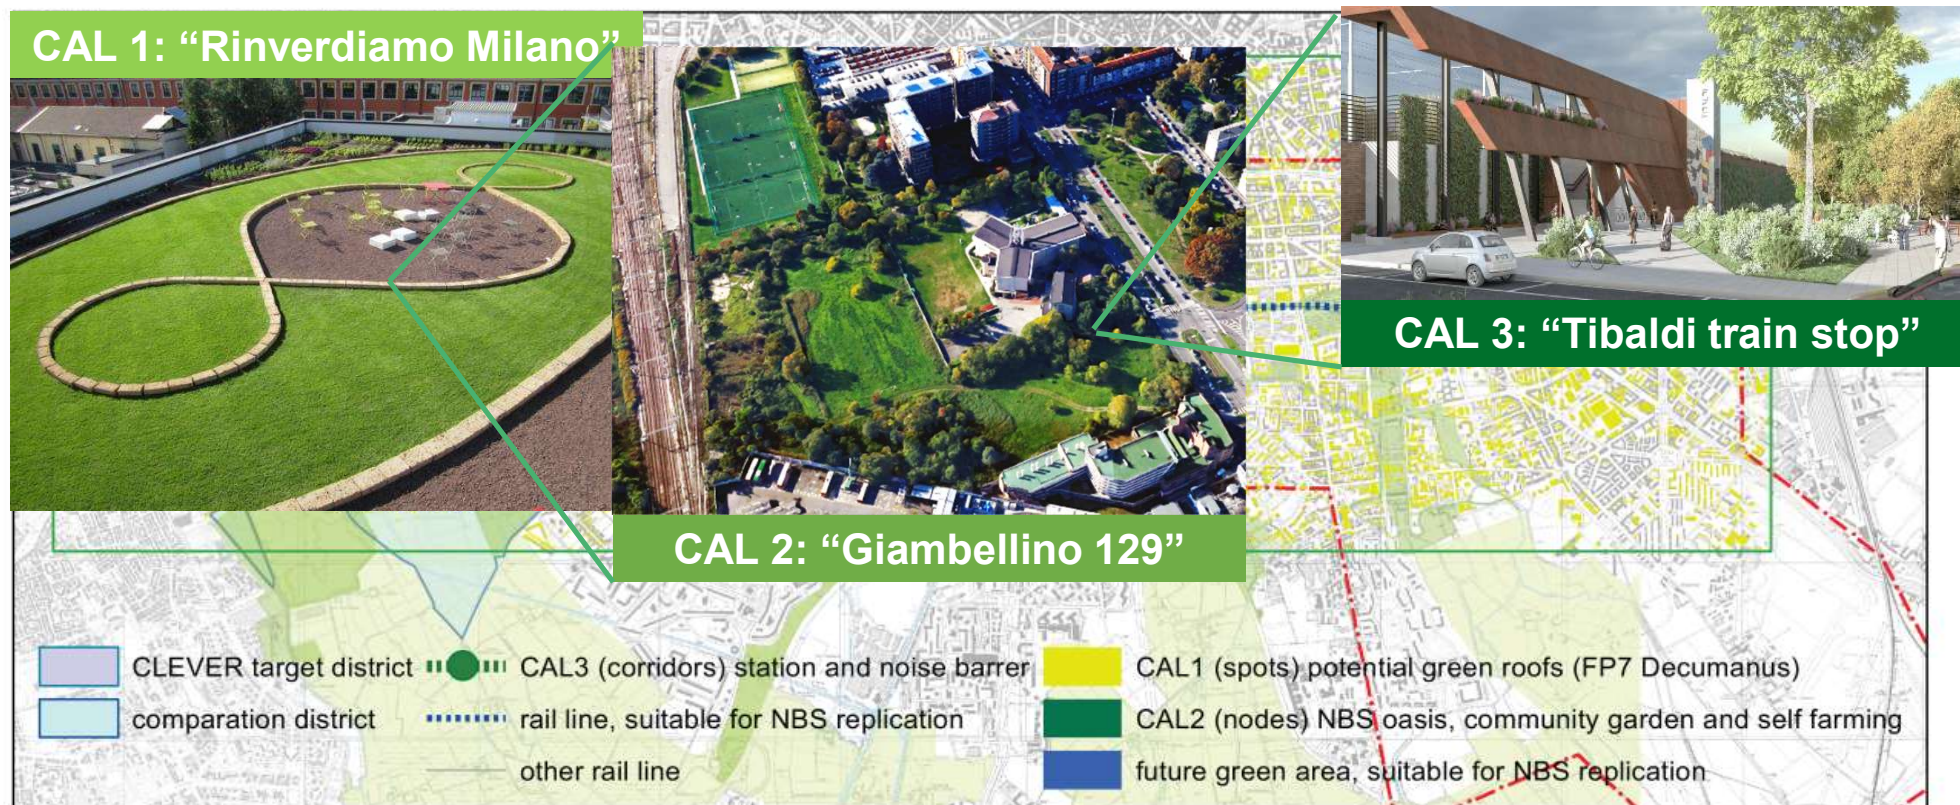 CAL 1: “Rinverdiamo Milano”
CAL 2: “Giambellino 129”
CAL 3: “Tibaldi train stop”
CLEVER target district
comparation district
CAL3 (corridors) station and noise barrer
rail line, suitable for NBS replication
other rail line
CAL1 (spots) potential green roofs (FP7 Decumanus)
CAL2 (nodes) NBS oasis, community garden and self farming
future green area, suitable for NBS replication